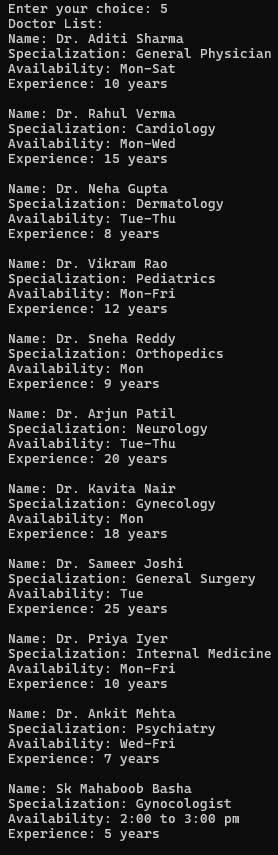 Enter your choice: 5
Doctor List:
Name: Dr. Aditi Sharma
Specialization: General Physician
Availability: Mon-Sat
Experience: 10 years
Name: Dr. Rahul Verma
Specialization: Cardiology
Availability: Mon-Wed
Experience: 15 years
Name: Dr. Neha Gupta
Specialization: Dermatology
Availability: Tue-Thu
Experience: 8 years
Name: Dr. Vikram Rao
Specialization: Pediatrics
Availability: Mon-Fri
Experience: 12 years
Name: Dr. Sneha Reddy
Specialization: Orthopedics
Availability: Mon
Experience: 9 years
Name: Dr. Arjun Patil
Specialization: Neurology
Availability: Tue-Thu
Experience: 20 years
Name: Dr. Kavita Nair
Specialization: Gynecology
Availability: Mon
Experience: 18 years
Name: Dr. Sameer Joshi
Specialization: General Surgery
Availability: Tue
Experience: 25 years
Name: Dr. Priya Iyer
Specialization: Internal Medicine
Availability: Mon-Fri
Experience: 10 years
Name: Dr. Ankit Mehta
Specialization: Psychiatry
Availability: Wed-Fri
Experience: 7 years
Name: Sk Mahaboob Basha
Specialization: Gynocologist
Availability: 2:00 to 3:00 pm
Experience: 5 years